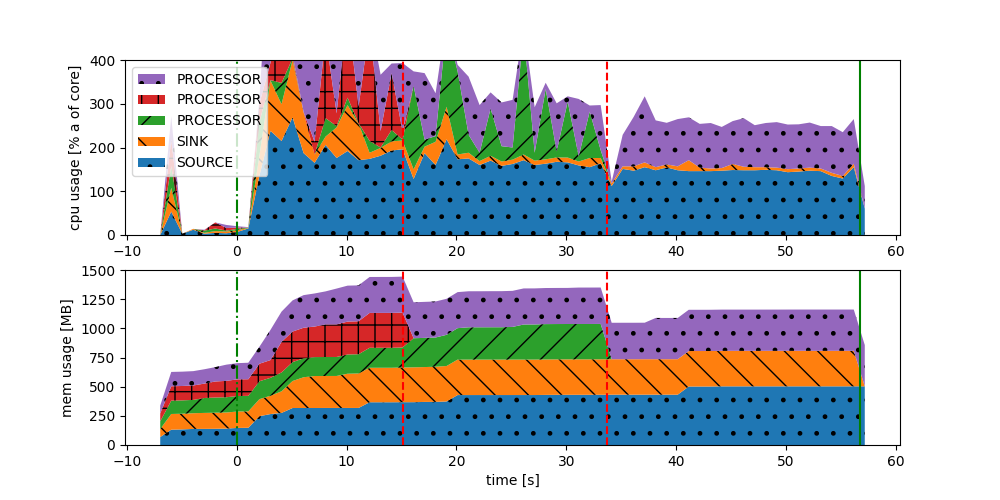 cpu usage [% a of core]
400
300
200
100
0
PROCESSOR
PROCESSOR
PROCESSOR
SINK
SOURCE
−10 0 10 20 30 40 50 60
mem usage [MB]
1500
1250
1000
750
500
250
0
−10 0 10 20 30 40 50 60
time [s]